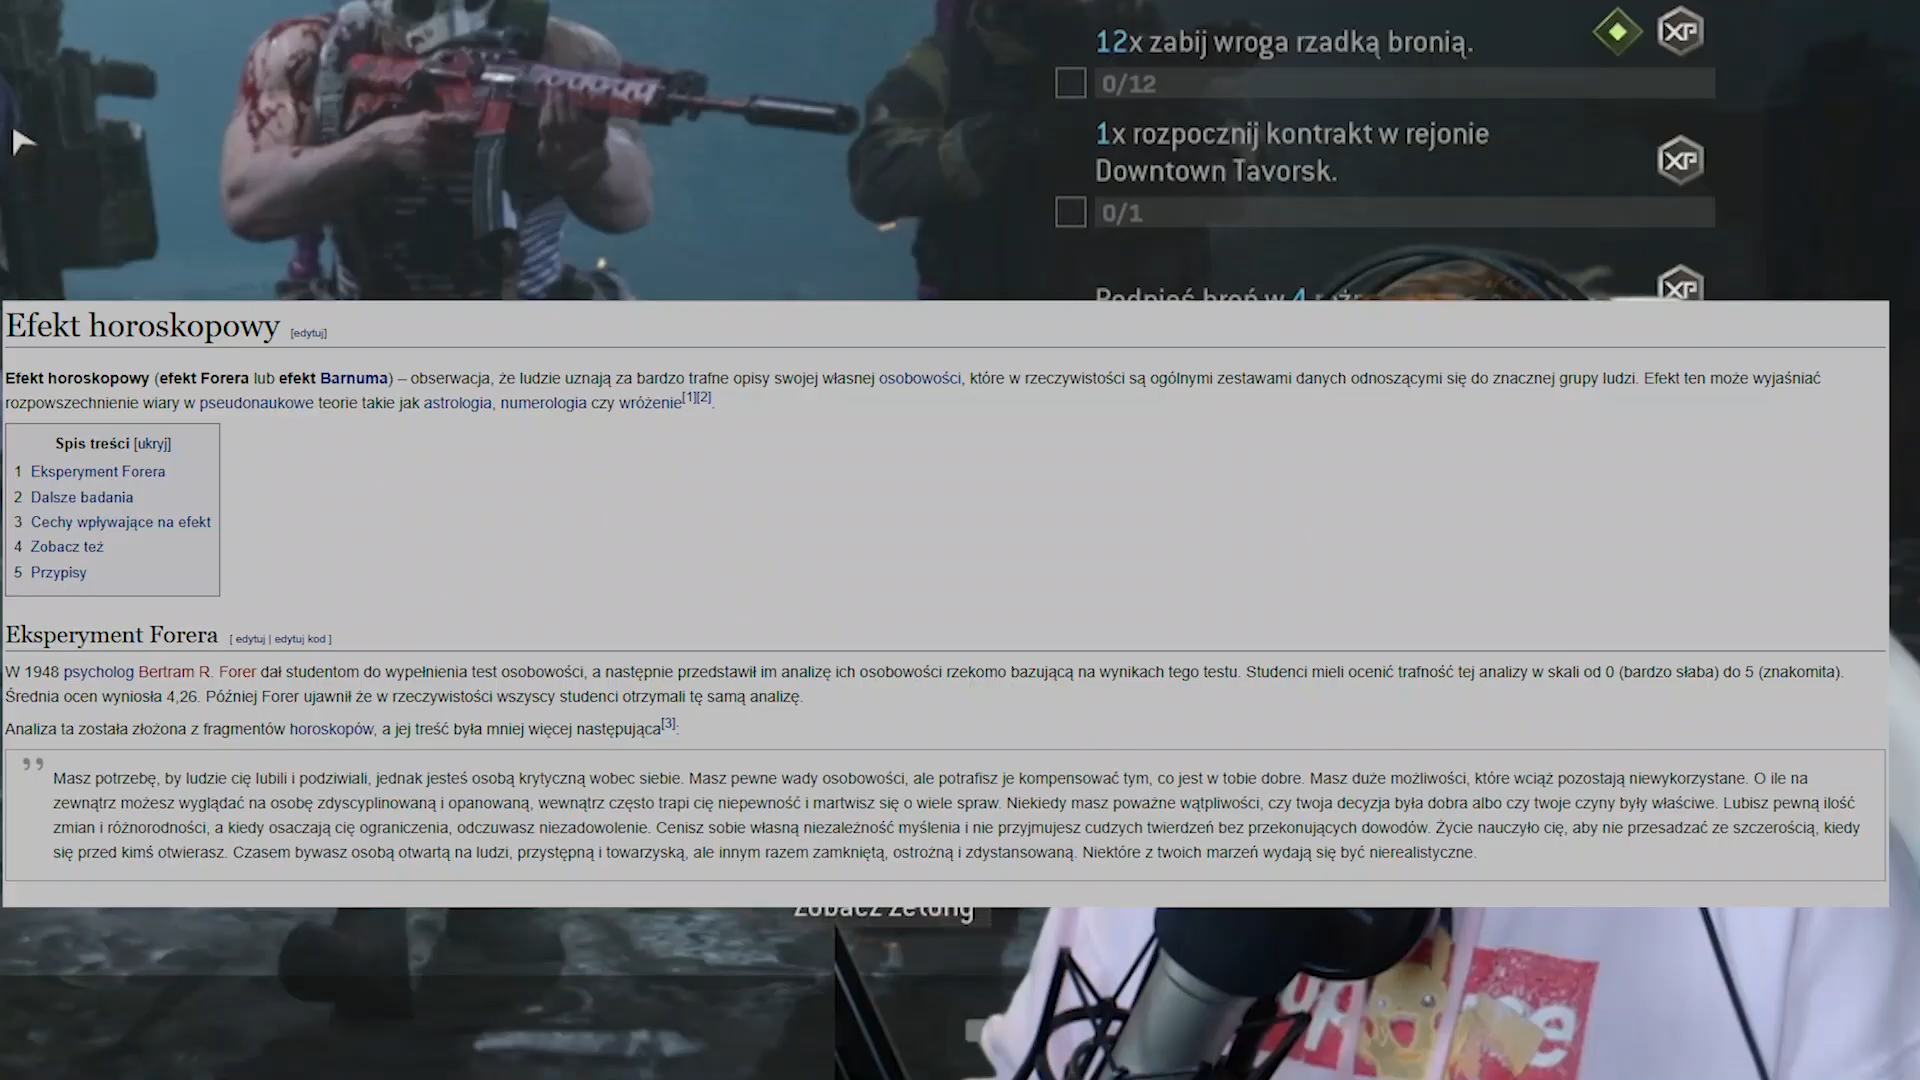 12x zabij wroga rzadką bronią.
XP
0/12
1x rozpocznij kontrakt w rejonie
Downtown Tavorsk.
XP
0/1
Podnieś broń w 4
XP
Efekt horoskopowy [edytuj]
Efekt horoskopowy (efekt Forera lub efekt Barnuma) – obserwacja, że ludzie uznają za bardzo trafne opisy swojej własnej osobowości, które w rzeczywistości są ogólnymi zestawami danych odnoszącymi się do znacznej grupy ludzi. Efekt ten może wyjaśniać
rozpowszechnienie wiary w pseudonaukowe teorie takie jak astrologia, numerologia czy wróżenie[1][2].
Spis treści [ukryj]
1 Eksperyment Forera
2 Dalsze badania
3 Cechy wpływające na efekt
4 Zobacz też
5 Przypisy
Eksperyment Forera [ edytuj | edytuj kod ]
W 1948 psycholog Bertram R. Forer dał studentom do wypełnienia test osobowości, a następnie przedstawił im analizę ich osobowości rzekomo bazującą na wynikach tego testu. Studenci mieli ocenić trafność tej analizy w skali od 0 (bardzo słaba) do 5 (znakomita).
Średnia ocen wyniosła 4,26. Później Forer ujawnił że w rzeczywistości wszyscy studenci otrzymali tę samą analizę.
Analiza ta została złożona z fragmentów horoskopów, a jej treść była mniej więcej następująca[3]:
” Masz potrzebę, by ludzie cię lubili i podziwiali, jednak jesteś osobą krytyczną wobec siebie. Masz pewne wady osobowości, ale potrafisz je kompensować tym, co jest w tobie dobre. Masz duże możliwości, które wciąż pozostają niewykorzystane. O ile na
zewnątrz możesz wyglądać na osobę zdyscyplinowaną i opanowaną, wewnątrz często trapi cię niepewność i martwisz się o wiele spraw. Niekiedy masz poważne wątpliwości, czy twoja decyzja była dobra albo czy twoje czyny były właściwe. Lubisz pewną ilość
zmian i różnorodności, a kiedy osaczają cię ograniczenia, odczuwasz niezadowolenie. Cenisz sobie własną niezależność myślenia i nie przyjmujesz cudzych twierdzeń bez przekonujących dowodów. Życie nauczyło cię, aby nie przesadzać ze szczerością, kiedy
się przed kimś otwierasz. Czasem bywasz osobą otwartą na ludzi, przystępną i towarzyską, ale innym razem zamkniętą, ostrożną i zdystansowaną. Niektóre z twoich marzeń wydają się być nierealistyczne.
Zobacz żetony